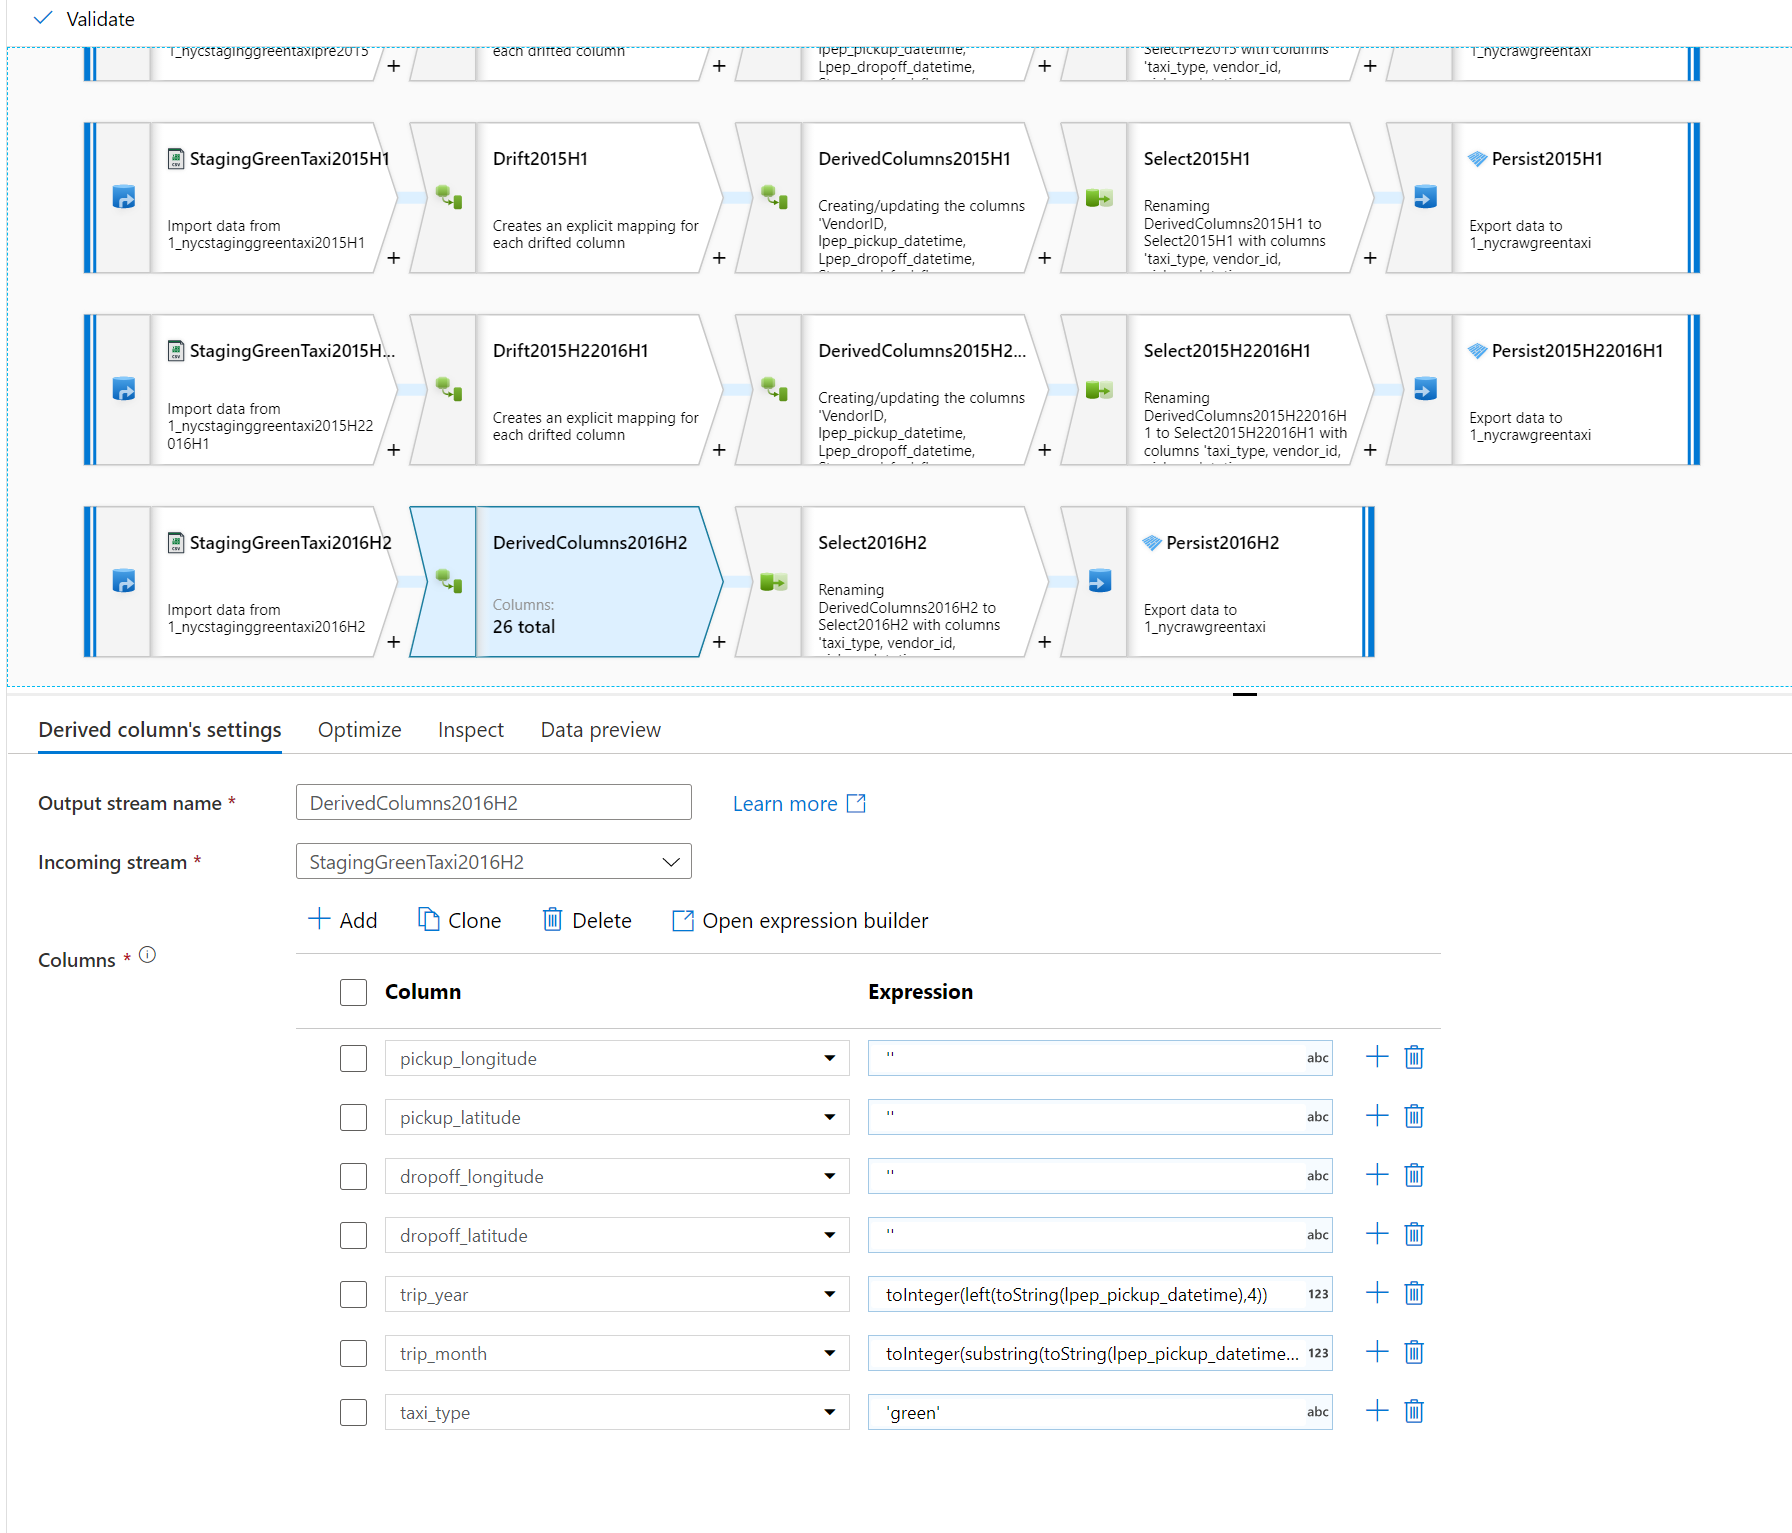 Validate
1_nycstaginggreentaxipre2015
each drifted column
lpep_pickup_datetime,
Lpep_dropoff_datetime,
SelectPre2015 with columns
'taxi_type, vendor_id,
1_nycrawgreentaxi
StagingGreenTaxi2015H1
Import data from
1_nycstaginggreentaxi2015H1
Drift2015H1
Creates an explicit mapping for
each drifted column
DerivedColumns2015H1
Creating/updating the columns
'VendorID,
lpep_pickup_datetime,
Lpep_dropoff_datetime,
Select2015H1
Renaming
DerivedColumns2015H1 to
Select2015H1 with columns
'taxi_type, vendor_id,
Persist2015H1
Export data to
1_nycrawgreentaxi
StagingGreenTaxi2015H...
Import data from
1_nycstaginggreentaxi2015H22
016H1
Drift2015H22016H1
Creates an explicit mapping for
each drifted column
DerivedColumns2015H2...
Creating/updating the columns
'VendorID,
lpep_pickup_datetime,
Lpep_dropoff_datetime,
Select2015H22016H1
Renaming
DerivedColumns2015H22016H
1 to Select2015H22016H1 with
columns 'taxi_type, vendor_id,
Persist2015H22016H1
Export data to
1_nycrawgreentaxi
StagingGreenTaxi2016H2
Import data from
1_nycstaginggreentaxi2016H2
DerivedColumns2016H2
Columns:
26 total
Select2016H2
Renaming
DerivedColumns2016H2 to
Select2016H2 with columns
'taxi_type, vendor_id,
Persist2016H2
Export data to
1_nycrawgreentaxi
Derived column's settings Optimize Inspect Data preview
Output stream name * DerivedColumns2016H2 Learn more
Incoming stream * StagingGreenTaxi2016H2
Add Clone Delete Open expression builder
Columns *
Column Expression
pickup_longitude '' abc
pickup_latitude '' abc
dropoff_longitude '' abc
dropoff_latitude '' abc
trip_year toInteger(left(toString(lpep_pickup_datetime),4)) 123
trip_month toInteger(substring(toString(lpep_pickup_datetime... 123
taxi_type 'green' abc